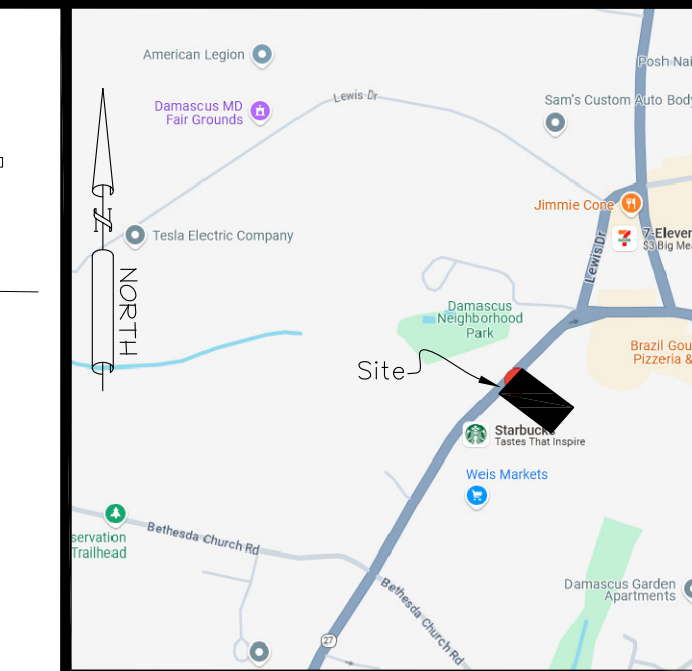 American Legion
Posh Nai
Lewis Dr
Sam's Custom Auto Body
Damascus MD
Fair Grounds
Jimmie Cone
Tesla Electric Company
7-Eleven
$3 Big Mea
Lewis Dr
NORTH
Damascus
Neighborhood
Park
Brazil Gou
Pizzeria &
Site
Starbucks
Tastes That Inspire
Weis Markets
servation
Trailhead
Bethesda Church Rd
Damascus Garden
Apartments
Bethesda Church Rd
27